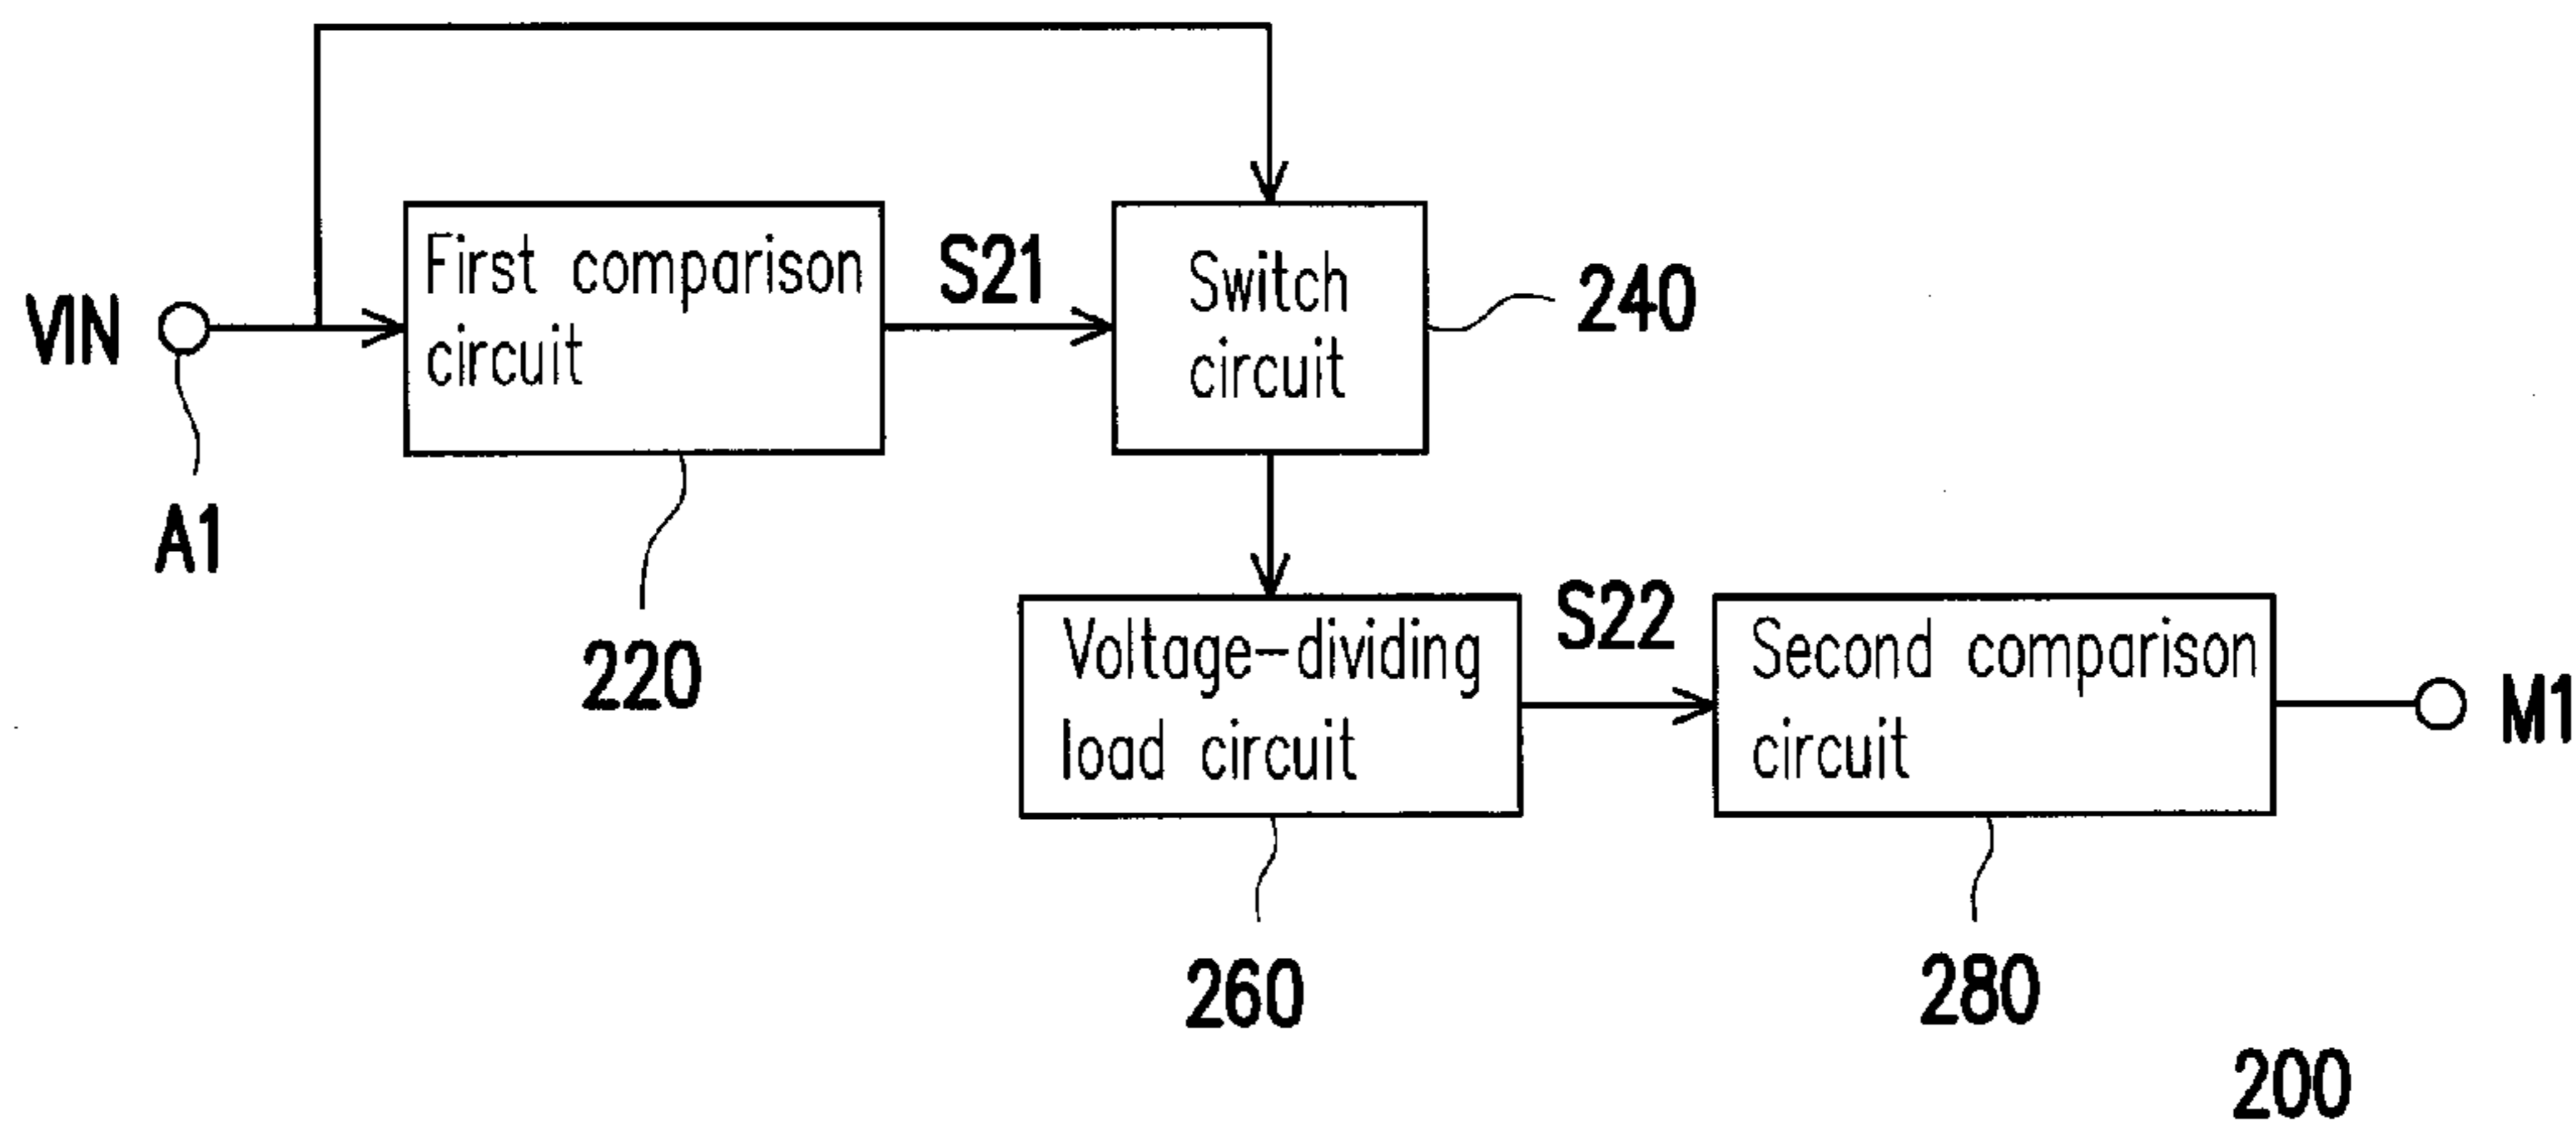 VIN
A1
First comparison
circuit
220
S21
Switch
circuit
240
Voltage-dividing
load circuit
260
S22
Second comparison
circuit
280
M1
200